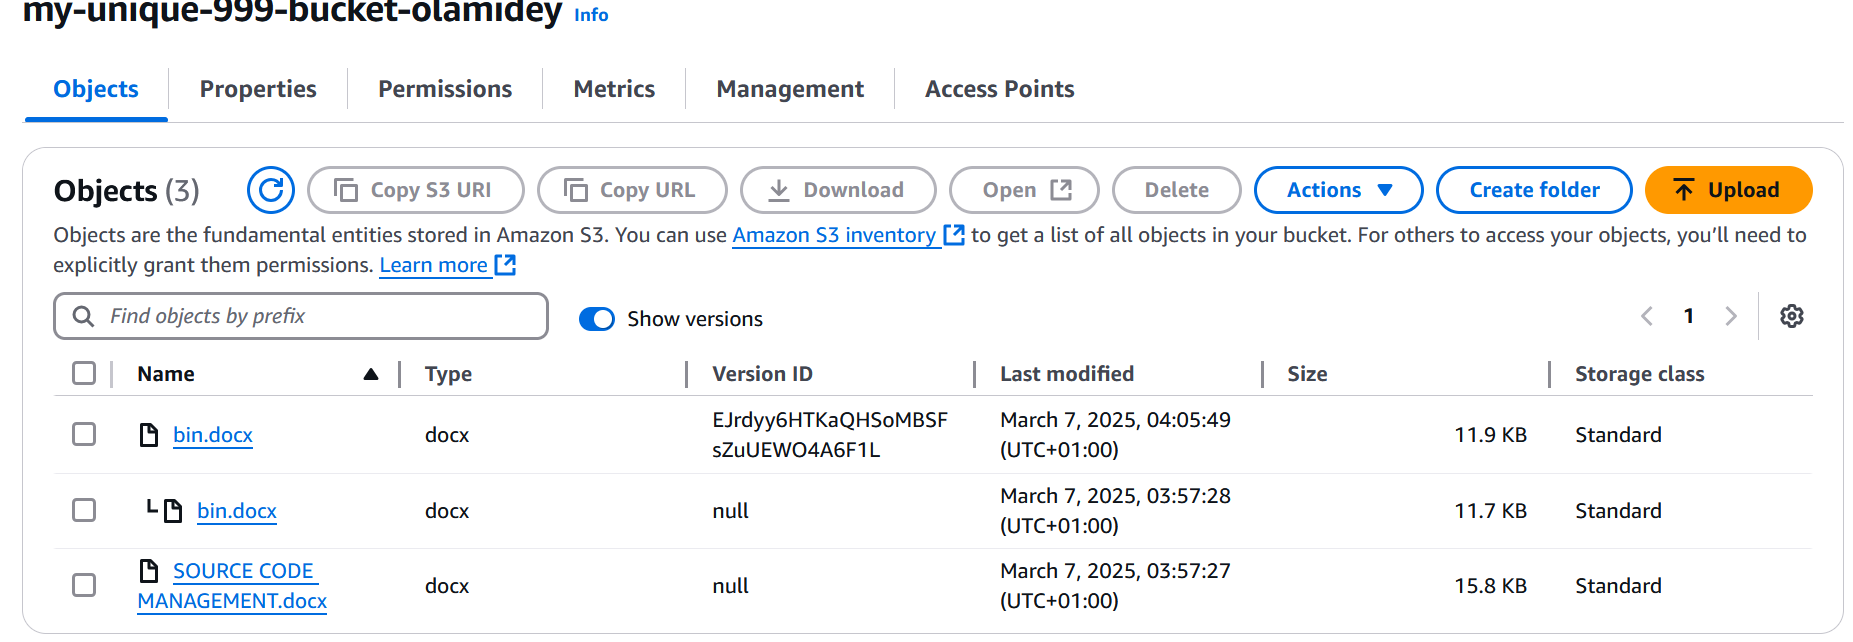 my-unique-999-bucket-olamidey Info
Objects Properties Permissions Metrics Management Access Points
Objects (3) Copy S3 URI Copy URL Download Open Delete Actions Create folder Upload
Objects are the fundamental entities stored in Amazon S3. You can use Amazon S3 inventory to get a list of all objects in your bucket. For others to access your objects, you’ll need to
explicitly grant them permissions. Learn more
Find objects by prefix Show versions 1
Name Type Version ID Last modified Size Storage class
bin.docx docx EJrdyy6HTKaQHSoMBSF March 7, 2025, 04:05:49 11.9 KB Standard
sZuUEWO4A6F1L (UTC+01:00)
bin.docx docx null March 7, 2025, 03:57:28 11.7 KB Standard
(UTC+01:00)
SOURCE CODE docx null March 7, 2025, 03:57:27 15.8 KB Standard
MANAGEMENT.docx (UTC+01:00)